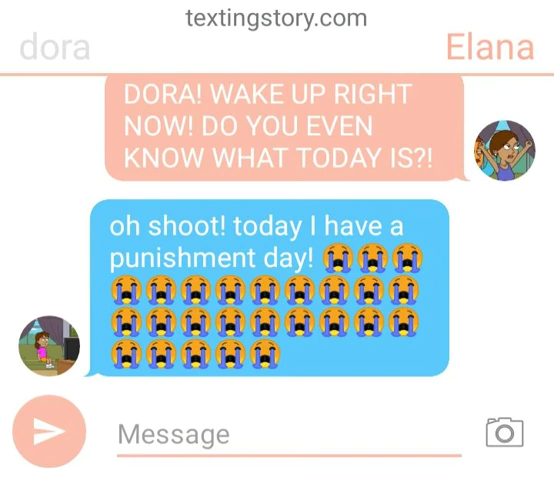 textingstory.com
dora
Elana
DORA! WAKE UP RIGHT
NOW! DO YOU EVEN
KNOW WHAT TODAY IS?!
oh shoot! today I have a
punishment day! 😭😭😭
😭😭😭😭😭😭😭😭😭
😭😭😭😭😭😭😭😭😭
😭😭😭😭😭
Message